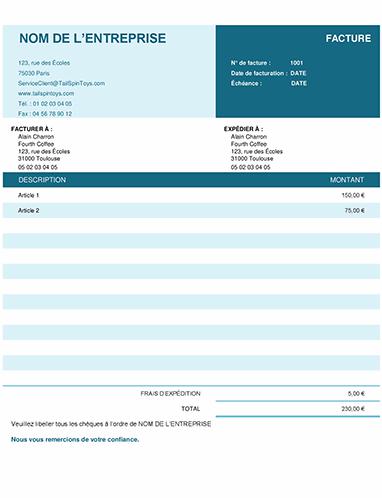 NOM DE L'ENTREPRISE
FACTURE
123, rue des Écoles
75030 Paris
ServiceClient@TailSpinToys.com
www.tailspintoys.com
Tél. : 01 02 03 04 05
Fax : 04 56 78 90 12
N° de facture : 1001
Date de facturation : DATE
Échéance : DATE
FACTURER À :
Alain Charron
Fourth Coffee
123, rue des Écoles
31000 Toulouse
05 02 03 04 05
EXPÉDIER À :
Alain Charron
Fourth Coffee
123, rue des Écoles
31000 Toulouse
05 02 03 04 05
DESCRIPTION MONTANT
Article 1 150,00 €
Article 2 75,00 €
FRAIS D'EXPÉDITION 5,00 €
TOTAL 230,00 €
Veuillez libeller tous les chèques à l'ordre de NOM DE L'ENTREPRISE
Nous vous remercions de votre confiance.